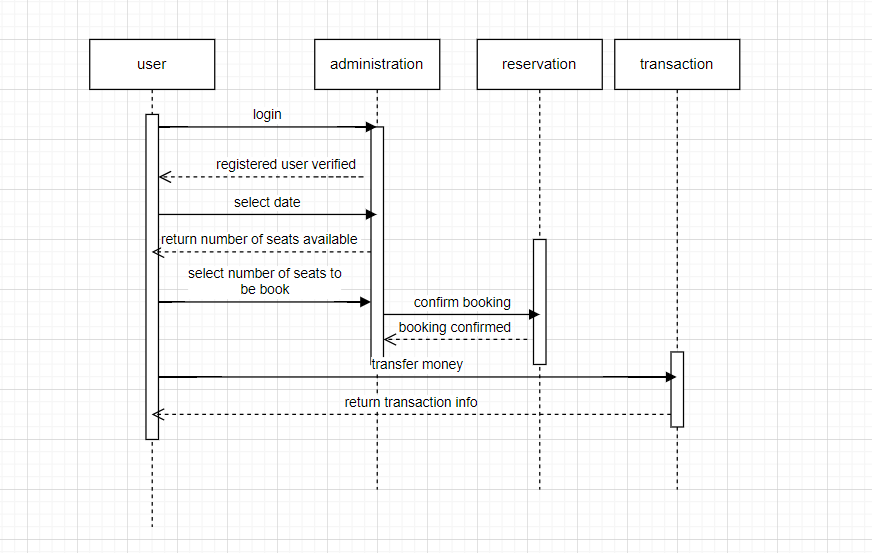 user
administration
reservation
transaction
login
registered user verified
select date
return number of seats available
select number of seats to
be book
confirm booking
booking confirmed
transfer money
return transaction info